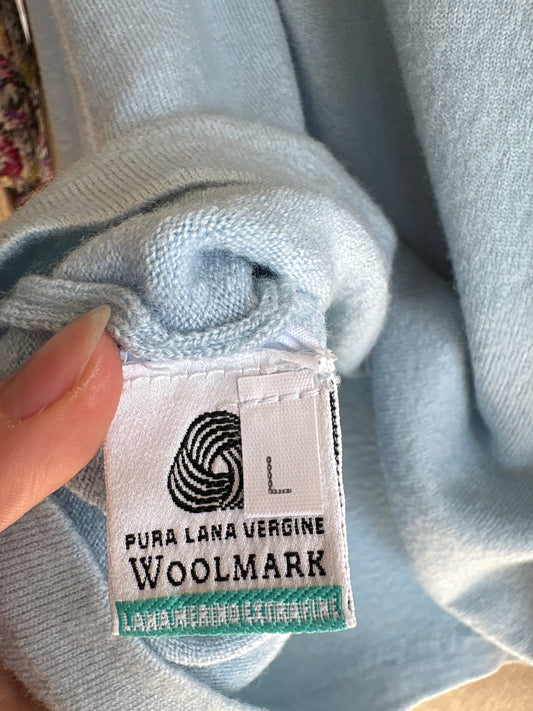 L
PURA LANA VERGINE
WOOLMARK
LANA MERINO EXTRAFINE